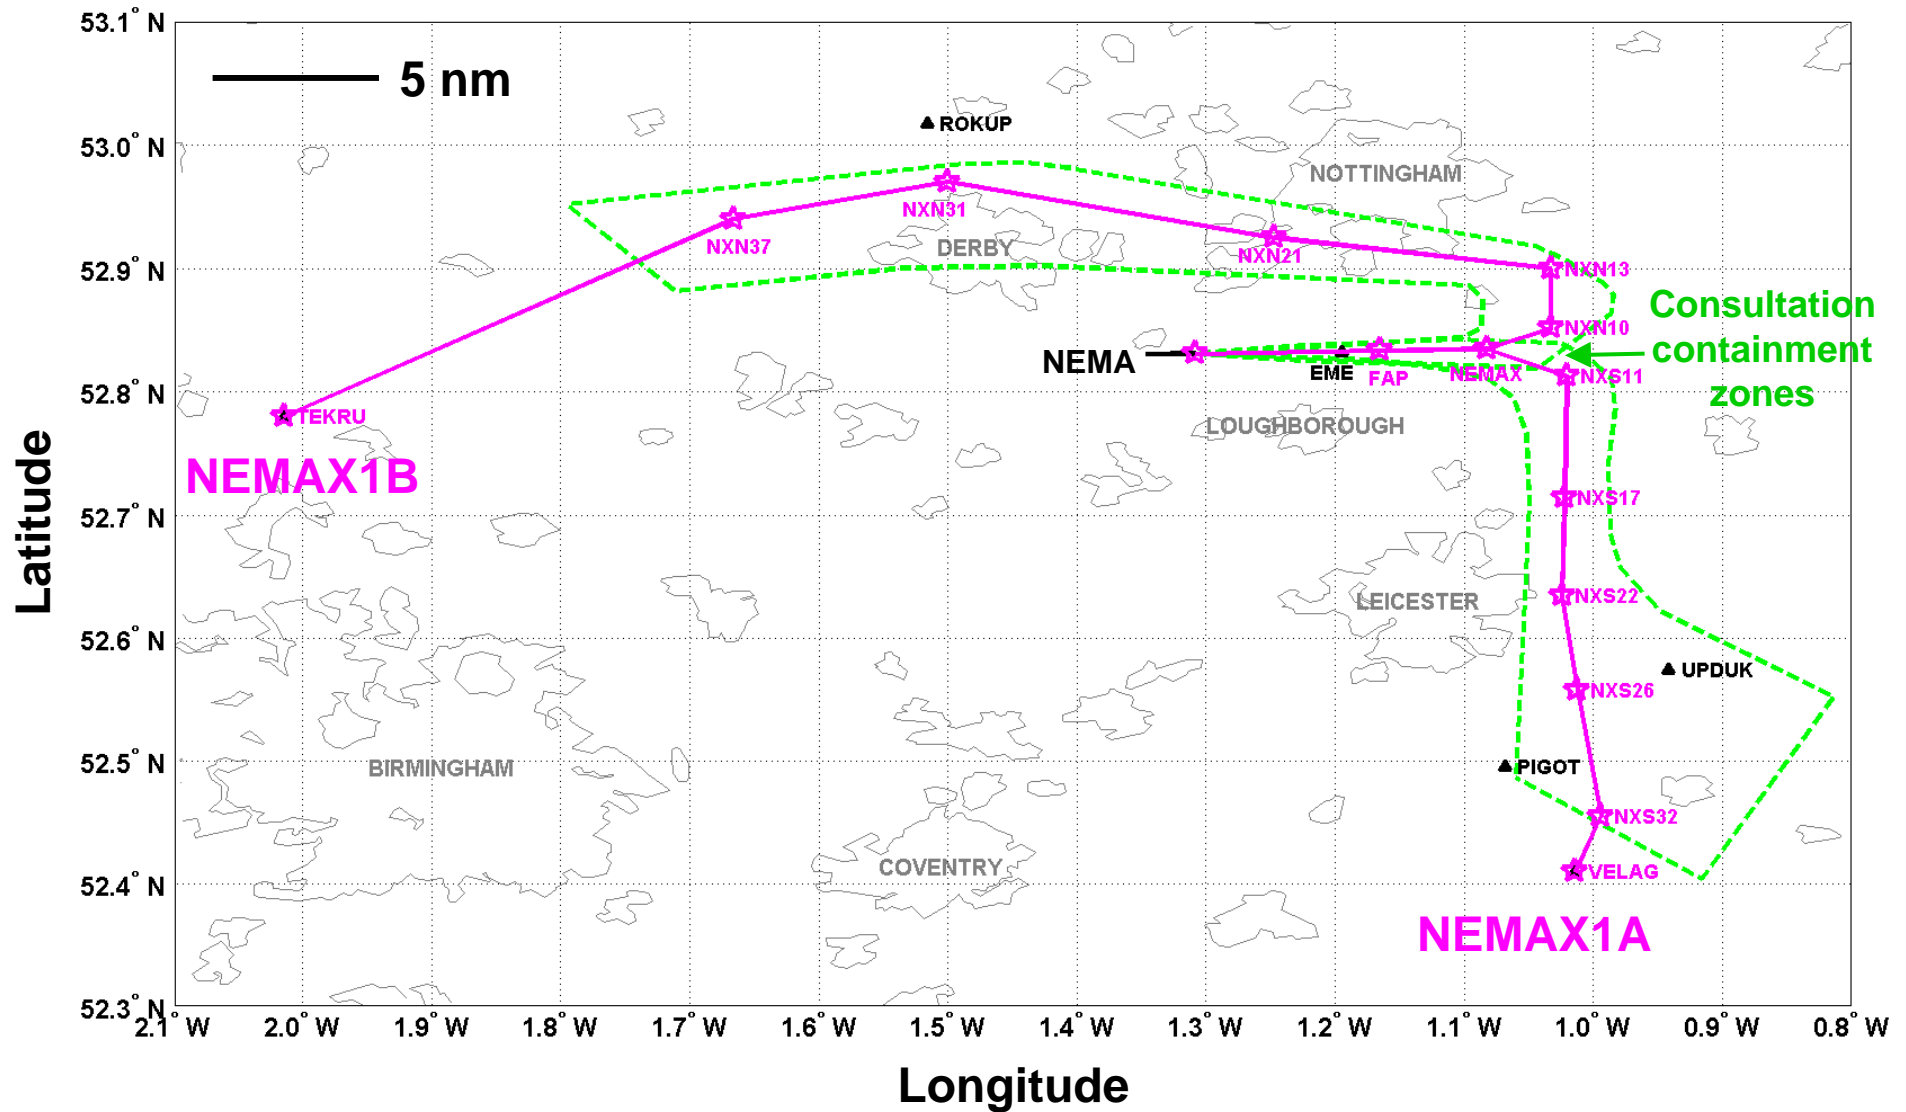 53.1° N
5 nm
ROKUP
53.0° N
NOTTINGHAM
NXN31
NXN37
DERBY
NXN21
52.9° N
NXN13
Consultation
containment
zones
NXN10
NEMA
EME
FAP
NEMAX
NXS11
52.8° N
TEKRU
LOUGHBOROUGH
NEMAX1B
NXS17
52.7° N
Latitude
LEICESTER
NXS22
52.6° N
UPDUK
NXS26
52.5° N
BIRMINGHAM
PIGOT
NXS32
COVENTRY
VELAG
52.4° N
NEMAX1A
52.3° N
2.1° W 2.0° W 1.9° W 1.8° W 1.7° W 1.6° W 1.5° W 1.4° W 1.3° W 1.2° W 1.1° W 1.0° W 0.9° W 0.8° W
Longitude